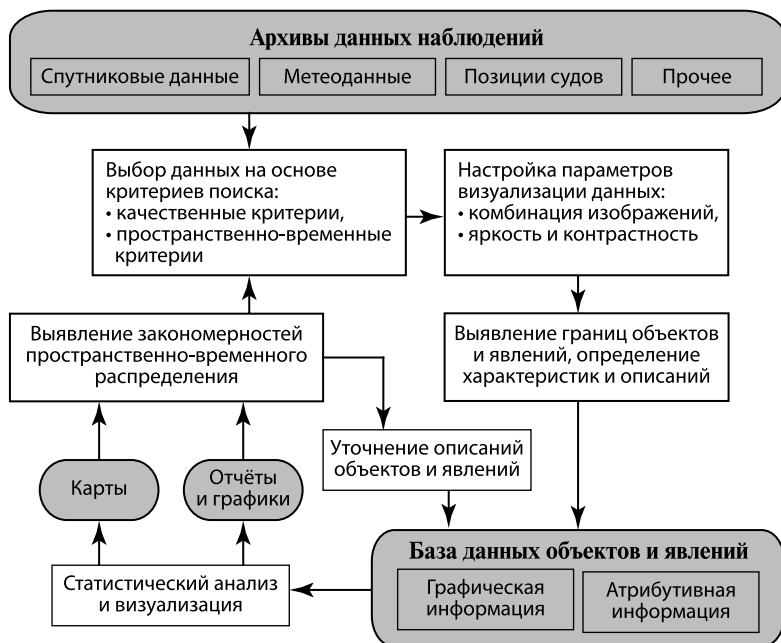 Архивы данных наблюдений
Спутниковые данные
Метеоданные
Позиции судов
Прочее
Выбор данных на основе
критериев поиска:
• качественные критерии,
• пространственно-временные
критерии
Настройка параметров
визуализации данных:
• комбинация изображений,
• яркость и контрастность
Выявление закономерностей
пространственно-временного
распределения
Выявление границ объектов
и явлений, определение
характеристик и описаний
Уточнение описаний
объектов и явлений
Карты
Отчёты
и графики
Статистический анализ
и визуализация
База данных объектов и явлений
Графическая
информация
Атрибутивная
информация